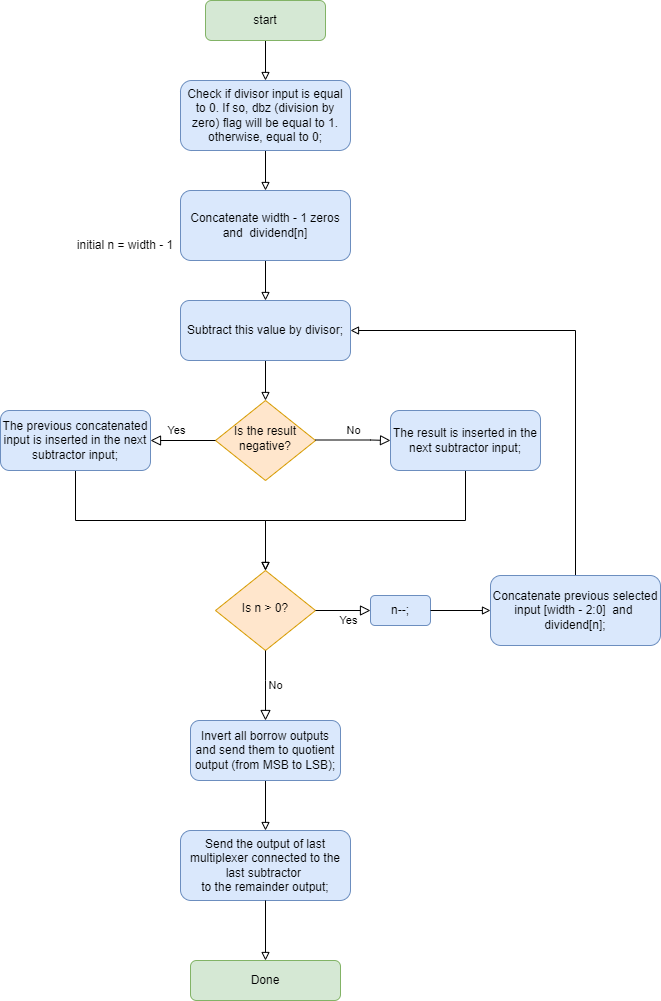 start
Check if divisor input is equal
to 0. If so, dbz (division by
zero) flag will be equal to 1.
otherwise, equal to 0;
Concatenate width - 1 zeros
and dividend[n]
initial n = width - 1
Subtract this value by divisor;
Is the result
negative?
Yes
No
The previous concatenated
input is inserted in the next
subtractor input;
The result is inserted in the
next subtractor input;
Is n > 0?
Yes
n--;
Concatenate previous selected
input [width - 2:0] and
dividend[n];
No
Invert all borrow outputs
and send them to quotient
output (from MSB to LSB);
Send the output of last
multiplexer connected to the
last subtractor
to the remainder output;
Done